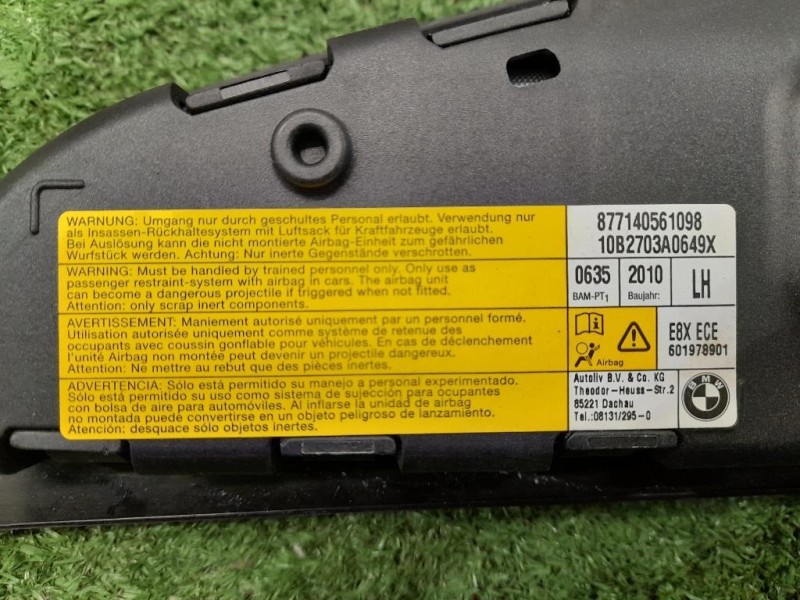 WARNUNG: Umgang nur durch geschultes Personal erlaubt. Verwendung nur
als Insassen-Rückhaltesystem mit Luftsack für Kraftfahrzeuge erlaubt.
Bei Auslösung kann die nicht montierte Airbag-Einheit zum gefährlichen
Wurfstück werden. Achtung: Nur inerte Gegenstände verschrotten.
WARNING: Must be handled by trained personnel only. Only use as
passenger restraint-system with airbag in cars. The airbag unit
can become a dangerous projectile if triggered when not fitted.
Attention: only scrap inert components.
AVERTISSEMENT: Maniement autorisé uniquement par un personnel formé.
Utilisation autorisée uniquement comme système de retenue des
occupants avec coussin gonflable pour véhicules. En cas de déclenchement
l'unité Airbag non montée peut devenir un projectile dangereux.
Attention: Ne mettre au rebut que des pièces inertes.
ADVERTENCIA: Sólo está permitido su manejo a personal experimentado.
Sólo está permitido su uso como sistema de sujección para ocupantes
con bolsa de aire para automóviles. Al inflarse la unidad de airbag
no montada puede convertirse en un objeto peligroso de lanzamiento.
Atención: desguace sólo objetos inertes.
877140561098
10B2703A0649X
0635 2010 LH
BAM-PT1 Baujahr:
E8X ECE
601978901
Airbag
Autoliv B.V. & Co. KG
Theodor-Heuss-Str.2
85221 Dachau
Tel.:08131/295-0
BMW